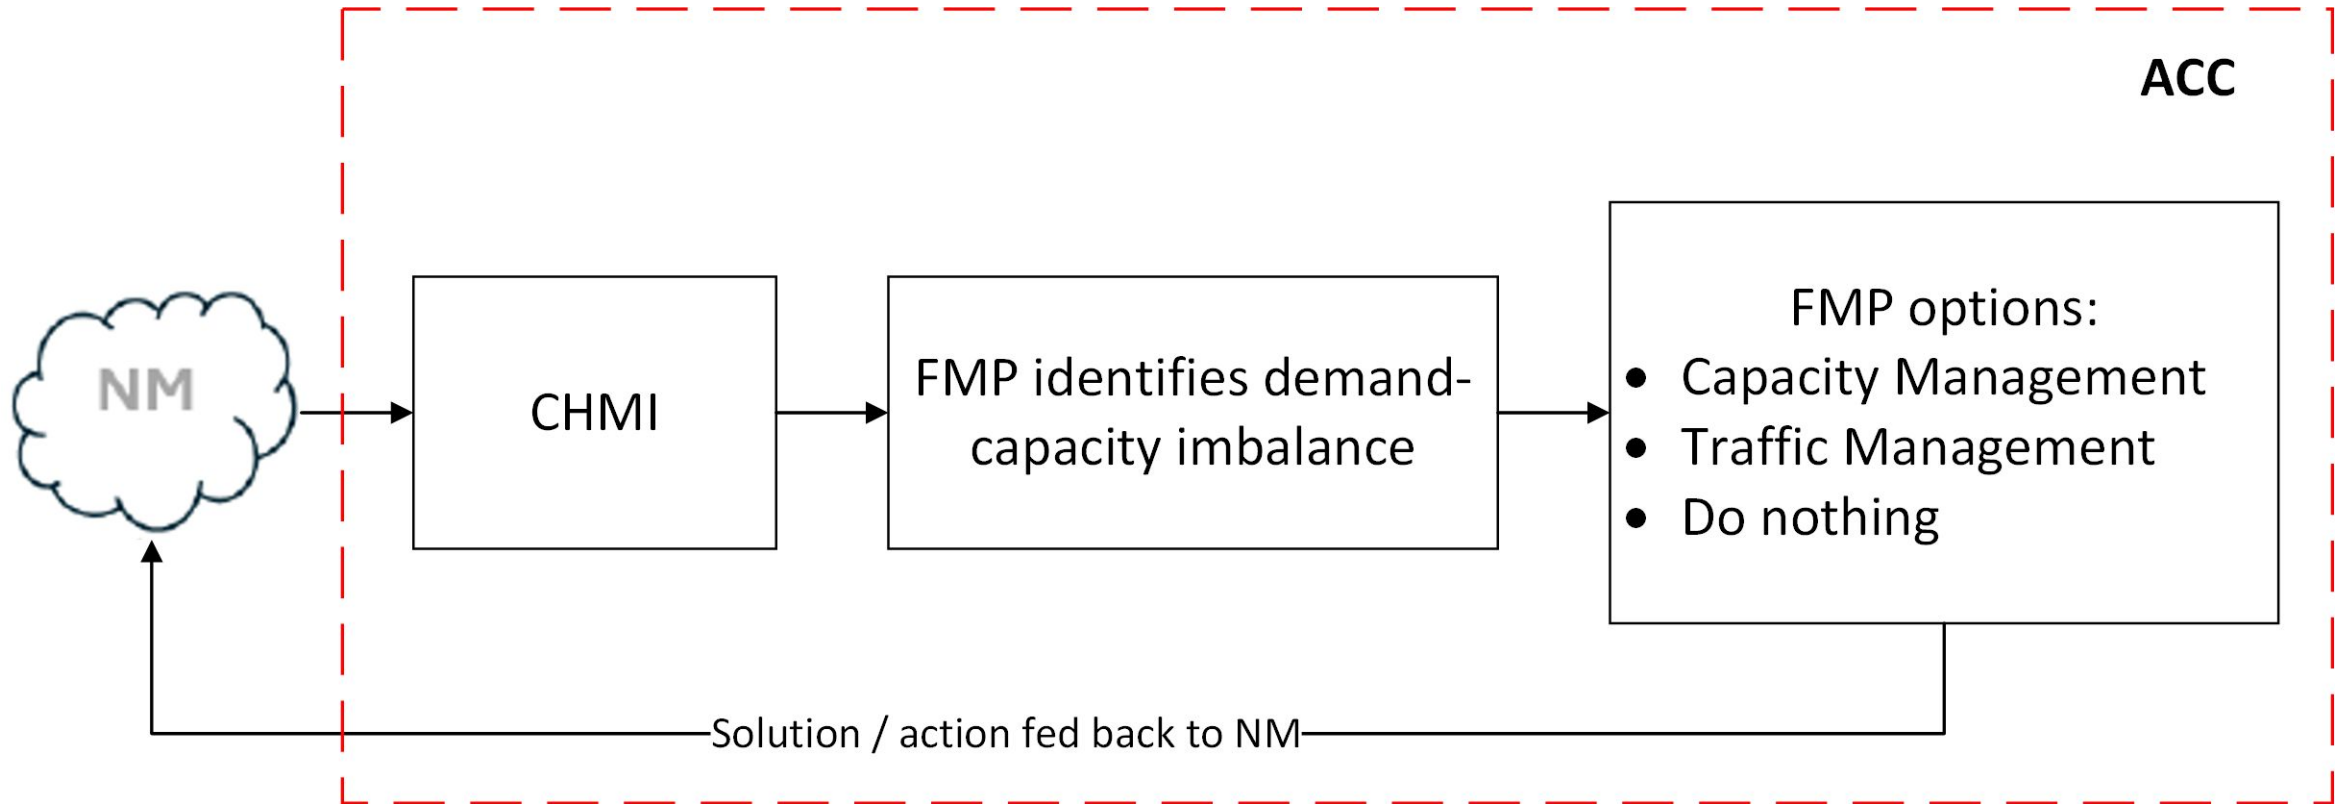 ACC
NM
CHMI
FMP identifies demand-
capacity imbalance
FMP options:
• Capacity Management
• Traffic Management
• Do nothing
Solution / action fed back to NM